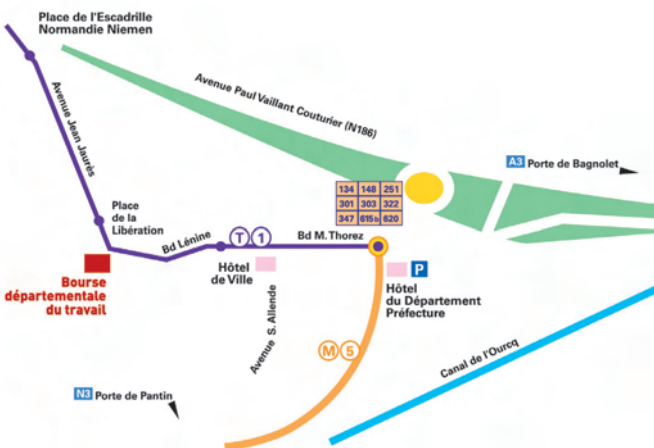 Place de l'Escadrille
Normandie Niemen
Avenue Jean Jaurès
Avenue Paul Vaillant Couturier (N186)
A3 Porte de Bagnolet
134 148 251
301 303 322
347 615b 620
Place
de la
Libération
Bd Lénine
T 1
Bd M. Thorez
Bourse
départementale
du travail
Hôtel
de Ville
P
Hôtel
du Département
Préfecture
Avenue S. Allende
M 5
Canal de l'Ourcq
N3 Porte de Pantin